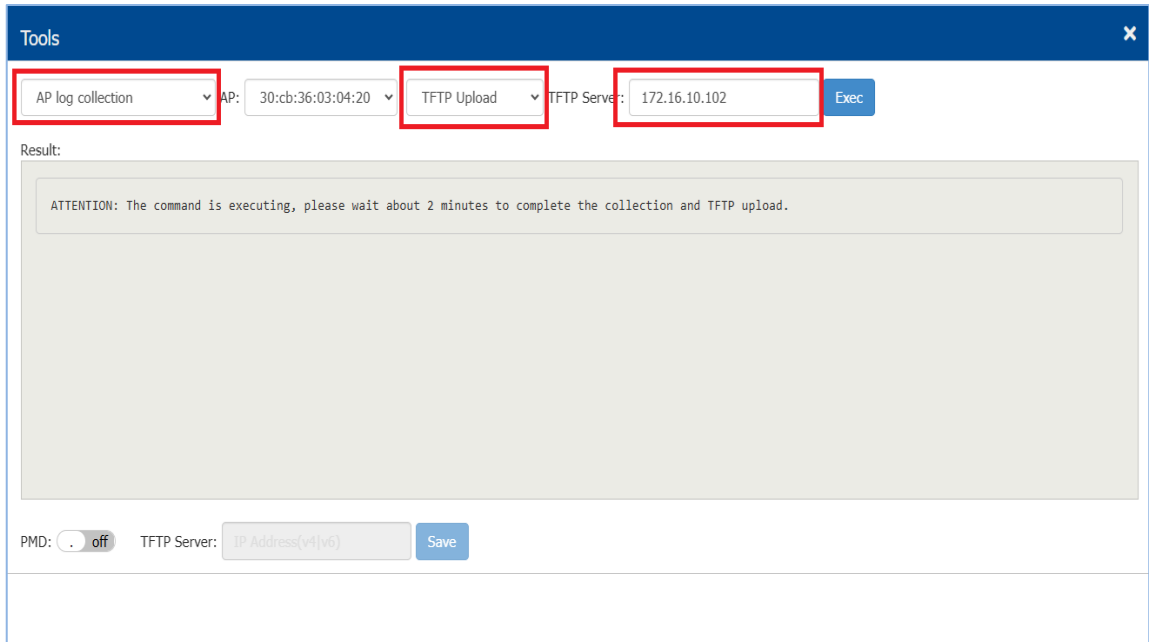 Tools ×
AP log collection AP: 30:cb:36:03:04:20 TFTP Upload TFTP Server: 172.16.10.102 Exec
Result:
ATTENTION: The command is executing, please wait about 2 minutes to complete the collection and TFTP upload.
PMD: . off TFTP Server: IP Address(v4|v6) Save